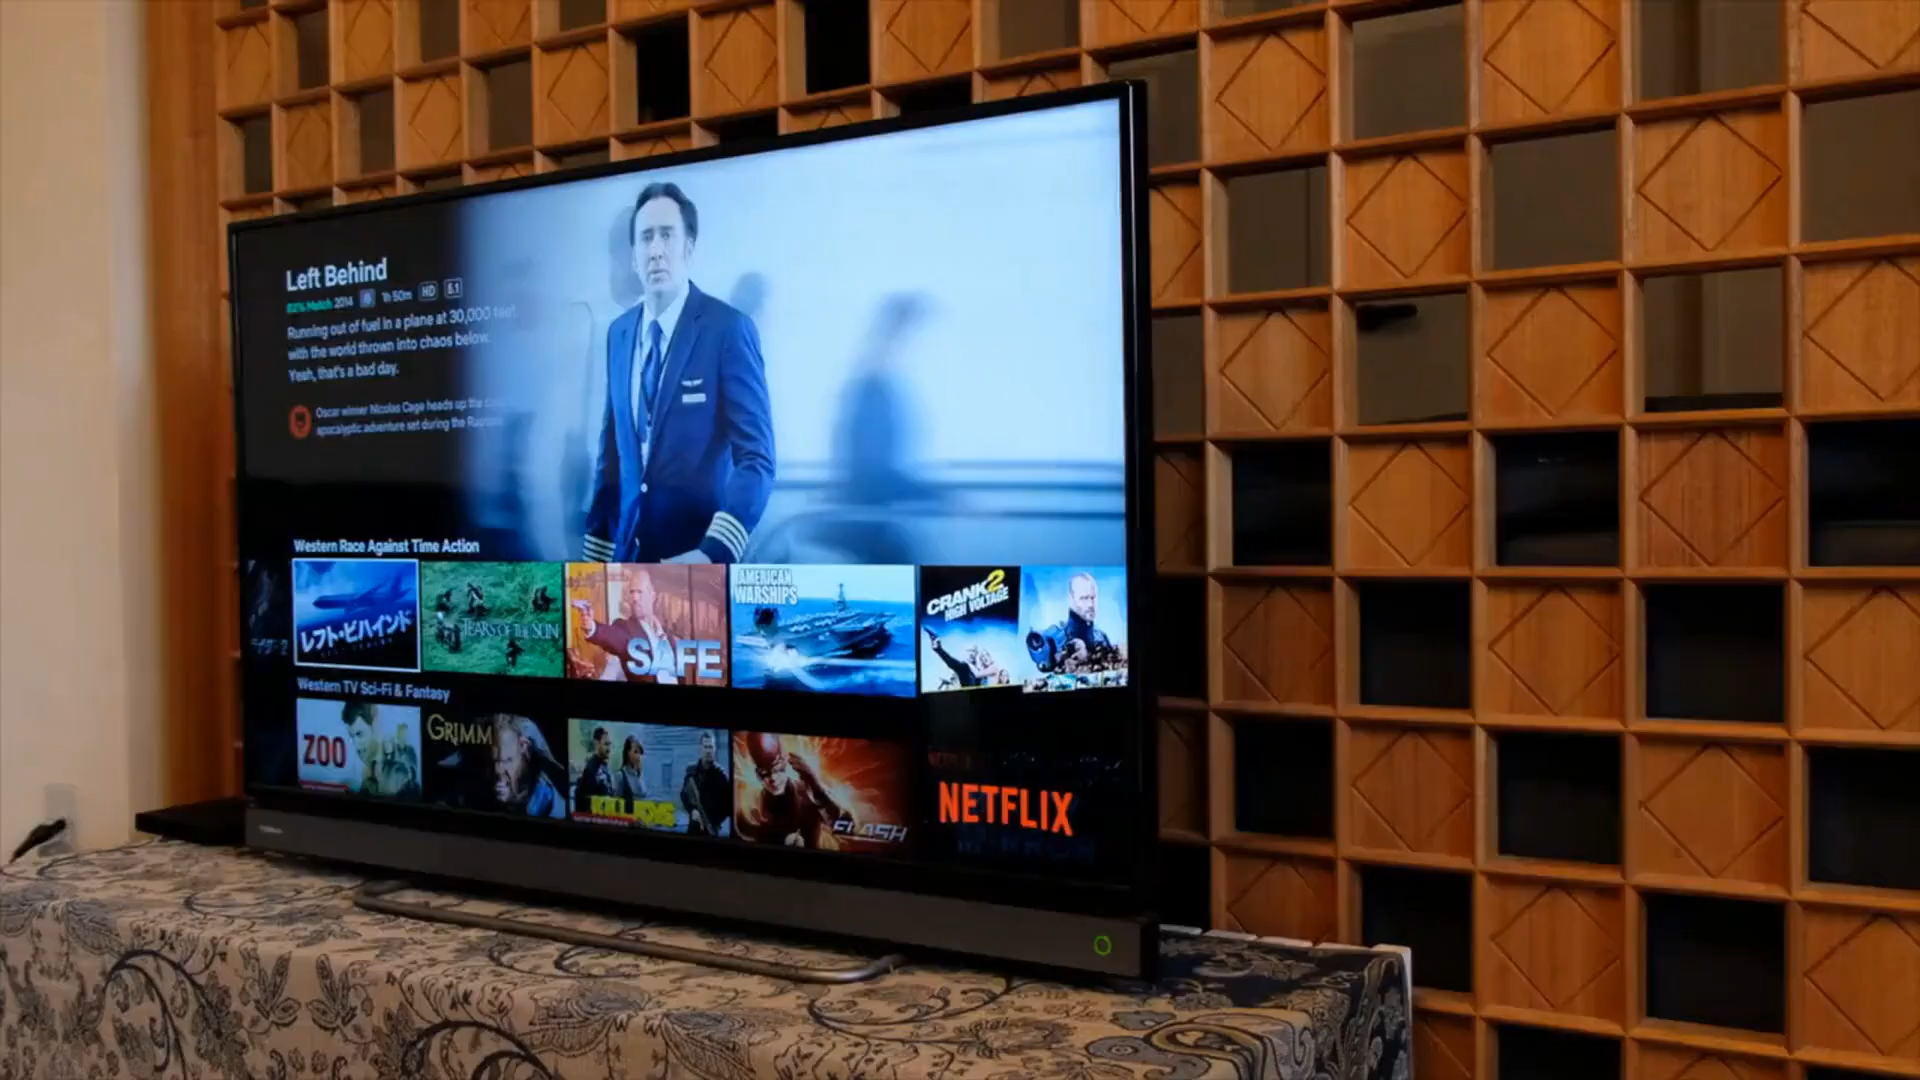 Left Behind
82% Match 2014 1h 50m HD 5.1
Running out of fuel in a plane at 30,000 feet
with the world thrown into chaos below.
Yeah, that's a bad day.
Oscar winner Nicolas Cage heads up the
apocalyptic adventure set during the
Western Race Against Time Action
レフト・ビハインド
TEARS OF THE SUN
SAFE
AMERICAN
WARSHIPS
CRANK 2
HIGH VOLTAGE
Western TV Sci-Fi & Fantasy
ZOO
GRIMM
KILLJOYS
FLASH
NETFLIX